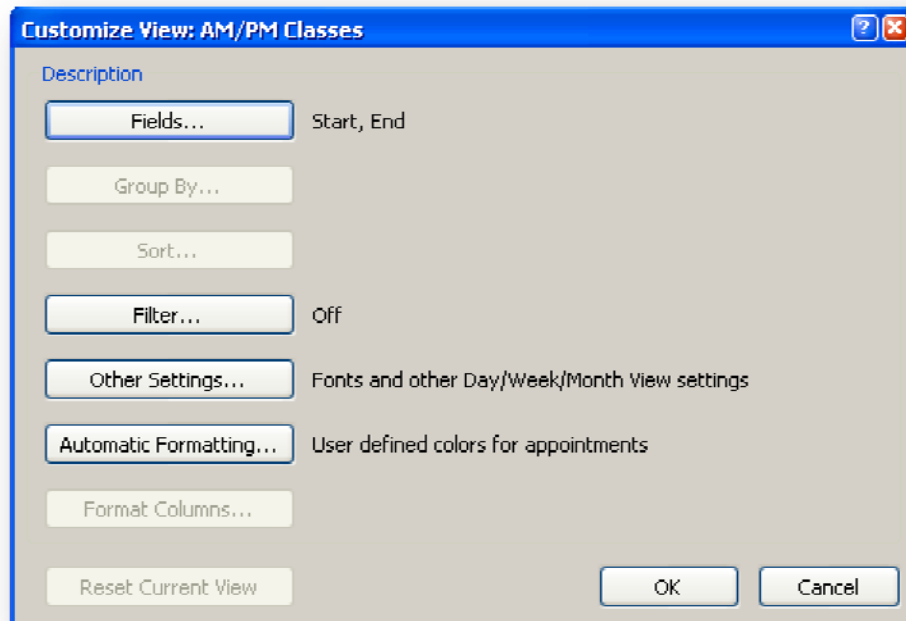 Customize View: AM/PM Classes
Description
Fields... Start, End
Group By...
Sort...
Filter... Off
Other Settings... Fonts and other Day/Week/Month View settings
Automatic Formatting... User defined colors for appointments
Format Columns...
Reset Current View OK Cancel